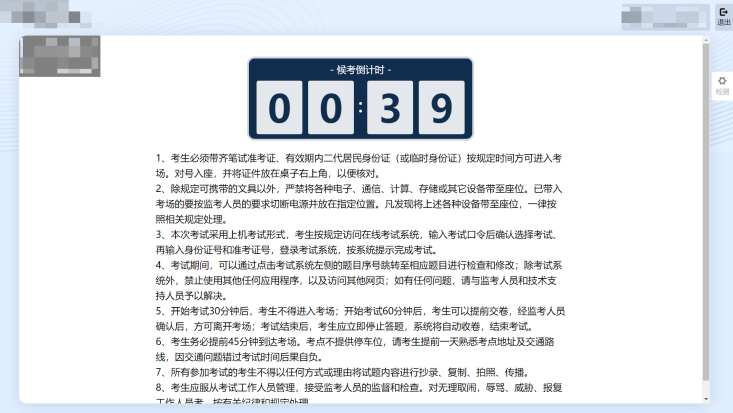 退出
检测
- 候考倒计时 -
00:39
1、考生必须带齐笔试准考证、有效期内二代居民身份证（或临时身份证）按规定时间方可进入考
场。对号入座，并将证件放在桌子右上角，以便核对。
2、除规定可携带的文具以外，严禁将各种电子、通信、计算、存储或其它设备带至座位。已带入
考场的要按监考人员的要求切断电源并放在指定位置。凡发现将上述各种设备带至座位，一律按
照相关规定处理。
3、本次考试采用上机考试形式，考生按规定访问在线考试系统，输入考试口令后确认选择考试、
再输入身份证号和准考证号，登录考试系统，按系统提示完成考试。
4、考试期间，可以通过点击考试系统左侧的题目序号跳转至相应题目进行检查和修改；除考试系
统外，禁止使用其他任何应用程序，以及访问其他网页；如有任何问题，请与监考人员和技术支
持人员予以解决。
5、开始考试30分钟后，考生不得进入考场；开始考试60分钟后，考生可以提前交卷，经监考人员
确认后，方可离开考场；考试结束后，考生应立即停止答题，系统将自动收卷，结束考试。
6、考生务必提前45分钟到达考场。考点不提供停车位，请考生提前一天熟悉考点地址及交通路
线，因交通问题错过考试时间后果自负。
7、所有参加考试的考生不得以任何方式或理由将试题内容进行抄录、复制、拍照、传播。
8、考生应服从考试工作人员管理，接受监考人员的监督和检查。对无理取闹，辱骂、威胁、报复
工作人员者，按有关纪律和规定处理。